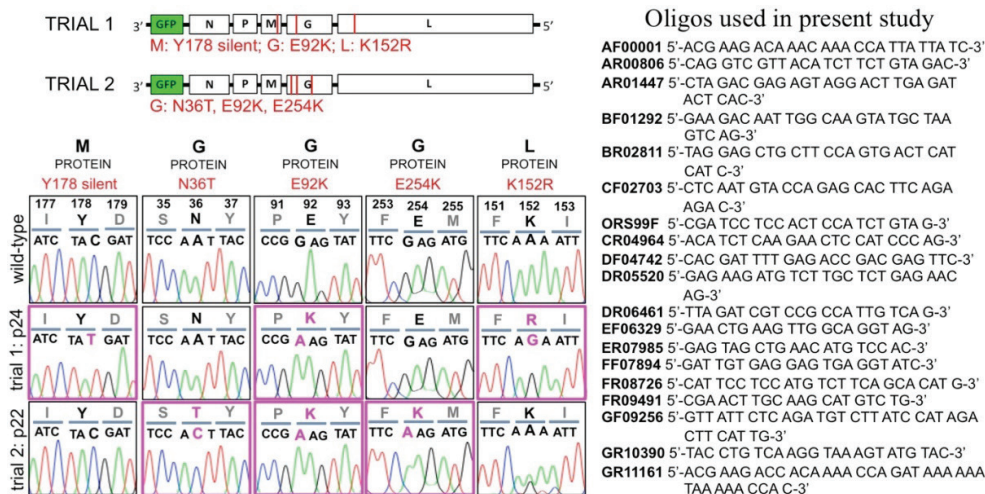 TRIAL 1
3' GFP N P M G L 5'
M: Y178 silent; G: E92K; L: K152R
TRIAL 2
3' GFP N P M G L 5'
G: N36T, E92K, E254K
M G G G L
PROTEIN PROTEIN PROTEIN PROTEIN PROTEIN
Y178 silent N36T E92K E254K K152R
wild-type
177 178 179 35 36 37 91 92 93 253 254 255 151 152 153
I Y D S N Y P E Y F E M F K I
ATC TAC GAT TCC AAT TAC CCG GAG TAT TTC GAG ATG TTC AAA ATT
trial 1: p24
I Y D S N Y P K Y F E M F R I
ATC TAT GAT TCC AAT TAC CCG AAG TAT TTC GAG ATG TTC AGA ATT
trial 2: p22
I Y D S T Y P K Y F K M F K I
ATC TAC GAT TCC ACT TAC CCG AAG TAT TTC AAG ATG TTC AAA ATT
Oligos used in present study
AF00001 5'-ACG AAG ACA AAC AAA CCA TTA TTA TC-3'
AR00806 5'-CAG GTC GTT ACA TCT TCT GTA GAC-3'
AR01447 5'-CTA GAC GAG AGT AGG ACT TGA GAT
ACT CAC-3'
BF01292 5'-GAA GAC AAT TGG CAA GTA TGC TAA
GTC AG-3'
BR02811 5'-TAG GAG CTG CTT CCA GTG ACT CAT
CAT C-3'
CF02703 5'-CTC AAT GTA CCA GAG CAC TTC AGA
AGA C-3'
ORS99F 5'-CGA TCC TCC ACT CCA TCT GTA G-3'
CR04964 5'-ACA TCT CAA GAA CTC CAT CCC AG-3'
DF04742 5'-CAC GAT TTT GAG ACC GAC GAG TTC-3'
DR05520 5'-GAG AAG ATG TCT TGC TCT GAG AAC
AG-3'
DR06461 5'-TTA GAT CGT CCG CCA TTG TCA G-3'
EF06329 5'-GAA CTG AAG TTG GCA GGT AG-3'
ER07985 5'-GAG TAG CTG AAC ATG TCC AC-3'
FF07894 5'-GAT TGT GAG GAG TGA GGT ATC-3'
FR08726 5'-CAT TCC TCC ATG TCT TCA GCA CAT G-3'
FR09491 5'-CGA ACT TGC AAG CAT GTC TG-3'
GF09256 5'-GTT ATT CTC AGA TGT CTT ATC CAT AGA
CTT CAT TG-3'
GR10390 5'-TAC CTG TCA AGG TAA AGT ATG TAC-3'
GR11161 5'-ACG AAG ACC ACA AAA CCA GAT AAA AAA
TAA AAA CCA C-3'